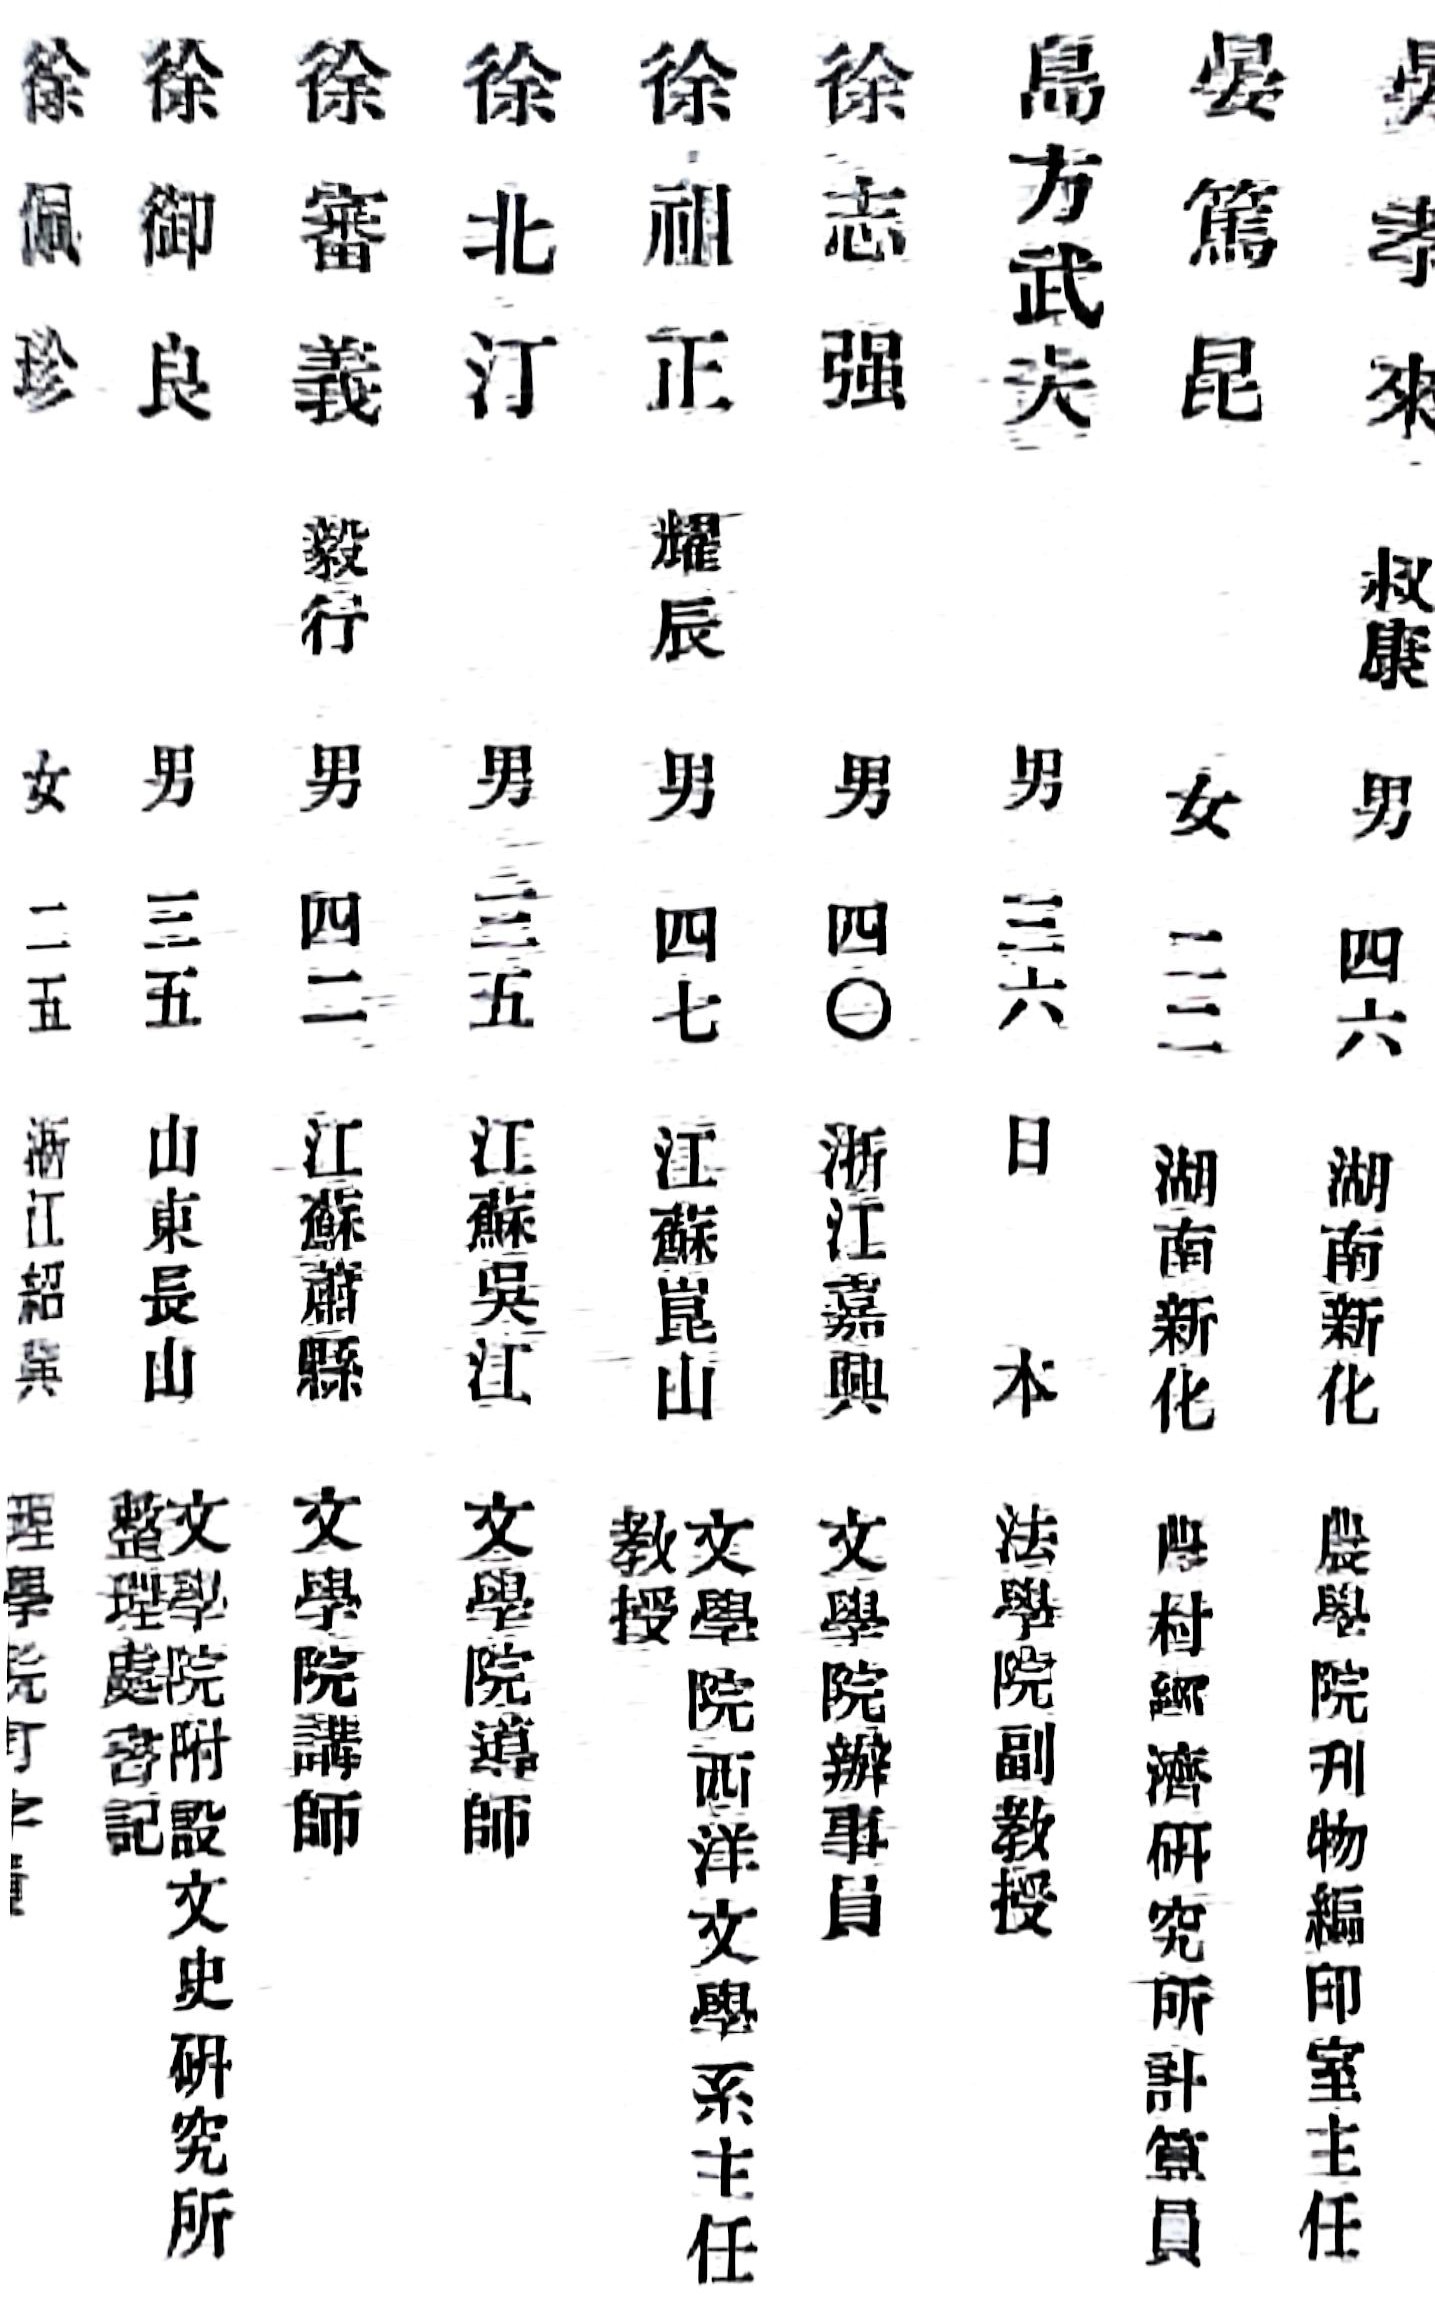 晏孝來 叔康 男 四六 湖南新化 農學院刊物編印室主任
晏篤昆 女 二二 湖南新化 農村經濟研究所計算員
島方武夫 男 三六 日本 法學院副教授
徐志强 男 四〇 浙江嘉興 文學院辦事員
徐祖正 耀辰 男 四七 江蘇崑山 文學院西洋文學系主任
教授
徐北汀 男 三五 江蘇吳江 文學院導師
徐審義 毅行 男 四二 江蘇蕭縣 文學院講師
徐御良 男 三五 山東長山 文學院附設文史研究所
整理處書記
徐佩珍 女 二五 浙江紹興 理學院